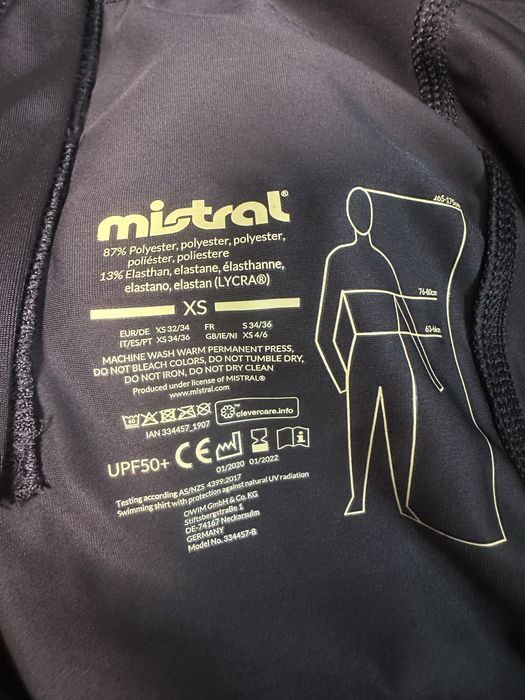 mistral®
87% Polyester, polyester, polyester,
poliéster, poliestere
13% Elasthan, elastane, élasthanne,
elastano, elastan (LYCRA®)
XS
EUR/DE XS 32/34 FR S 34/36
IT/ES/PT XS 34/36 GB/IE/NI XS 4/6
MACHINE WASH WARM PERMANENT PRESS,
DO NOT BLEACH COLORS, DO NOT TUMBLE DRY,
DO NOT IRON, DO NOT DRY CLEAN
Produced under license of MISTRAL®
www.mistral.com
40 clevercare.info
IAN 334457_1907
UPF50+ CE
01/2020 01/2022
Testing according AS/NZS 4399:2017
Swimming shirt with protection against natural UV radiation
OWIM GmbH & Co. KG
Stiftsbergstraße 1
DE-74167 Neckarsulm
GERMANY
Model No. 334457-B
76-80cm